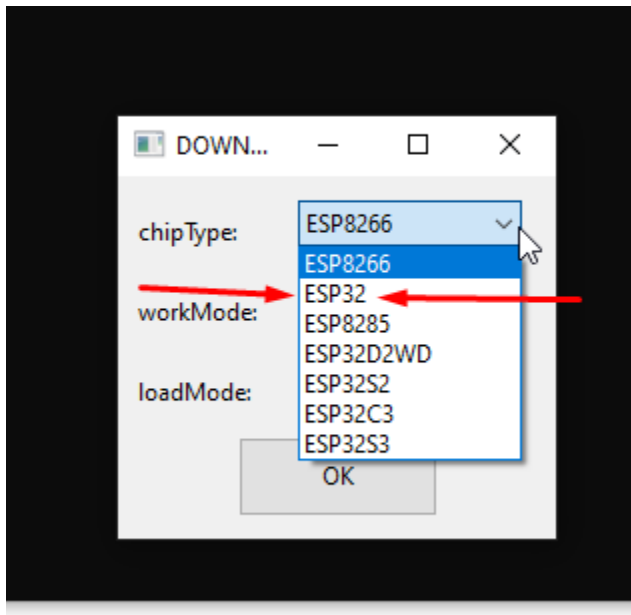 DOWN...
chipType: ESP8266
ESP8266
ESP32
workMode:
ESP8285
ESP32D2WD
loadMode:
ESP32S2
ESP32C3
ESP32S3
OK